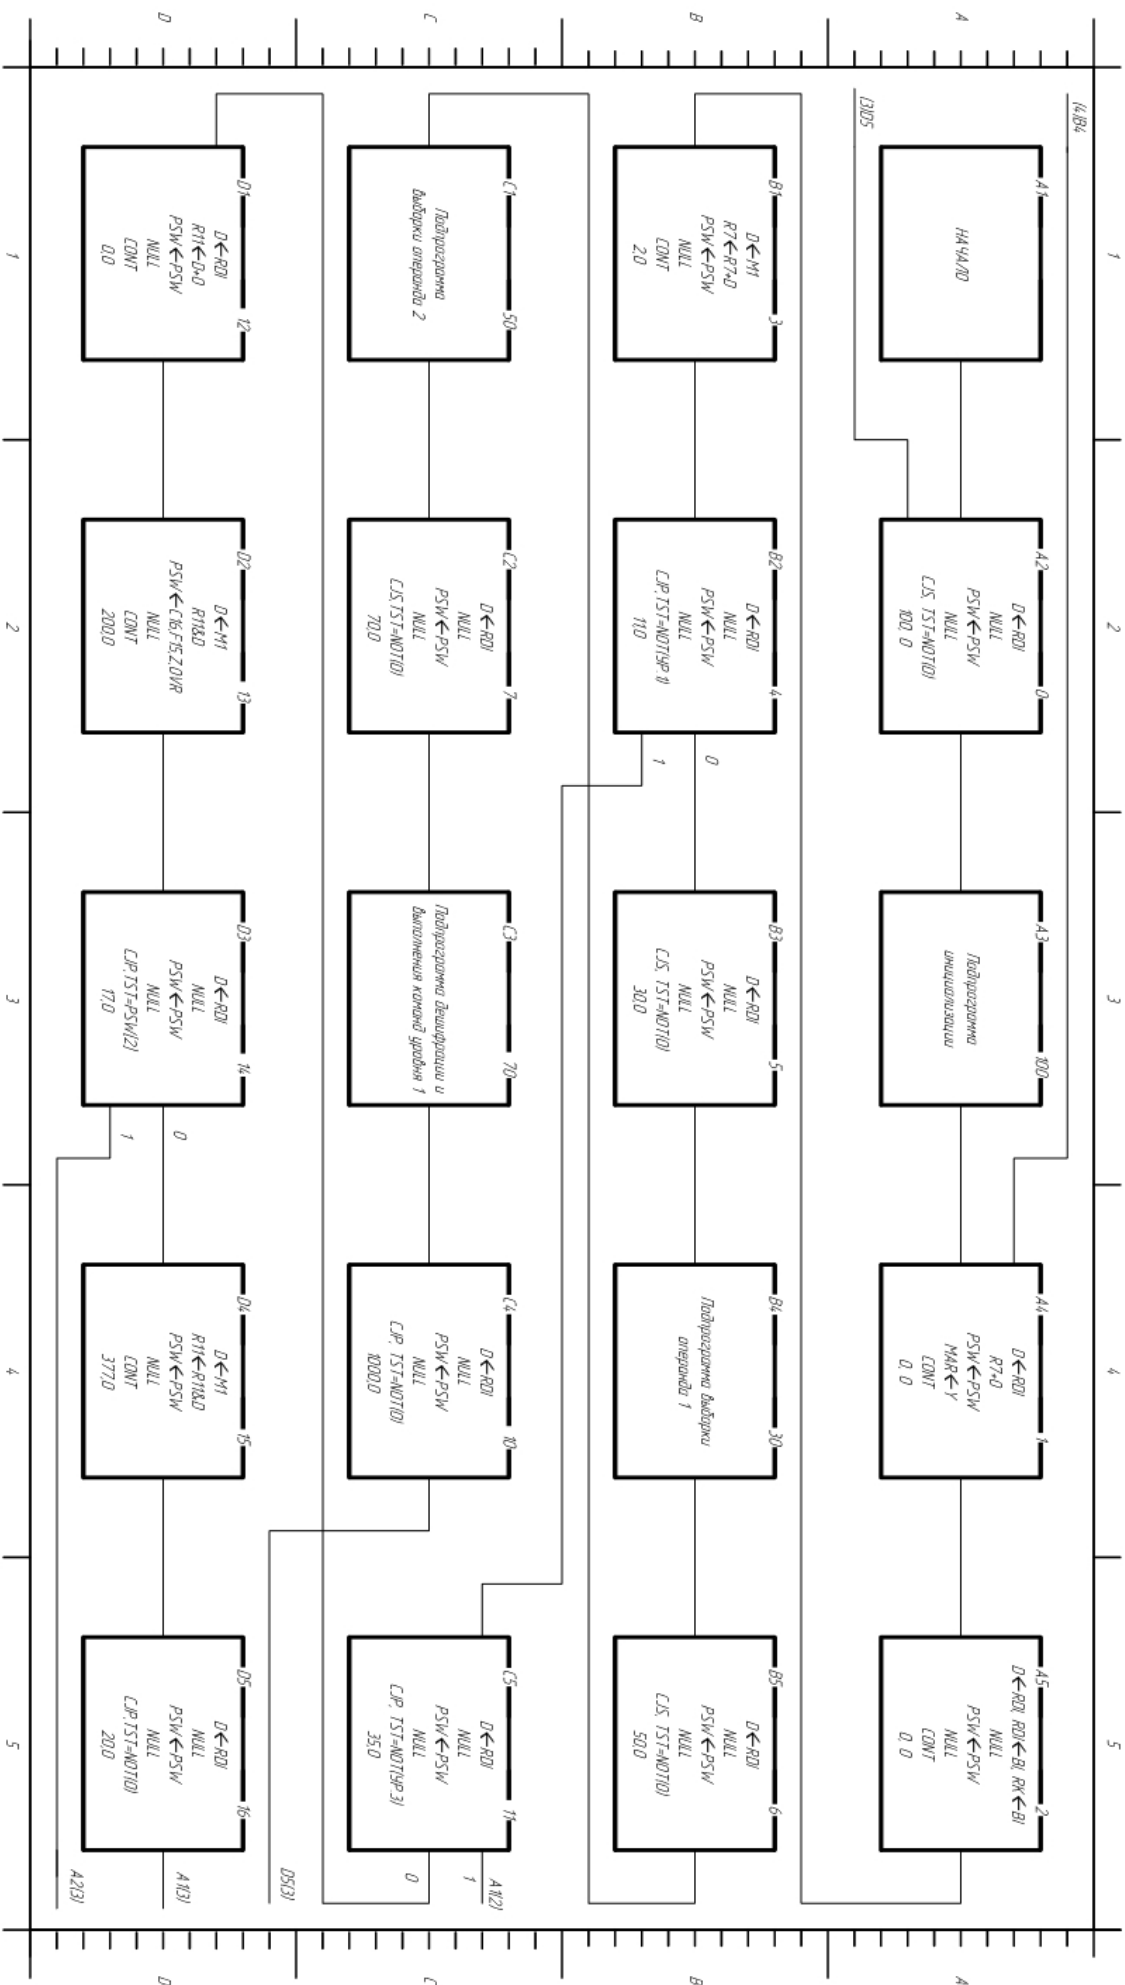 1
2
3
4
5
A
(4)B4
(3)D5
A1
НАЧАЛО
A2
0
D←RDI
NULL
PSW←PSW
NULL
CJS, TST=NOT(0)
100, 0
A3
100
Подпрограмма
инициализации
A4
1
D←RDI
R7+0
PSW←PSW
MAR←Y
CONT
0, 0
A5
2
D←RDI, RDI←BI, RK←BI
NULL
PSW←PSW
NULL
CONT
0, 0
A
B
B1
3
D←M1
R7←R7+D
PSW←PSW
NULL
CONT
2,0
B2
4
D←RDI
NULL
PSW←PSW
NULL
CJP,TST=NOT(УР.1)
11,0
0
1
B3
5
D←RDI
NULL
PSW←PSW
NULL
CJS, TST=NOT(0)
30,0
B4
30
Подпрограмма выборки
операнда 1
B5
6
D←RDI
NULL
PSW←PSW
NULL
CJS, TST=NOT(0)
50,0
B
C
C1
50
Подпрограмма
выборки операнда 2
C2
7
D←RDI
NULL
PSW←PSW
NULL
CJS,TST=NOT(0)
70,0
C3
70
Подпрограмма дешифрации и
выполнения команд уровня 1
C4
10
D←RDI
NULL
PSW←PSW
NULL
CJP, TST=NOT(0)
1000,0
C5
11
D←RDI
NULL
PSW←PSW
NULL
CJP, TST=NOT(УР.3)
25,0
A1(2)
1
0
C
D5(3)
D
D1
12
D←RDI
R11←D+0
PSW←PSW
NULL
CONT
0,0
D2
13
D←M1
R11&D
PSW←C16,F15,Z,OVR
NULL
CONT
200,0
D3
14
D←RDI
NULL
PSW←PSW
NULL
CJP,TST=PSW(2)
17,0
0
1
D4
15
D←M1
R11←R11&D
PSW←PSW
NULL
CONT
377,0
D5
16
D←RDI
NULL
PSW←PSW
NULL
CJP,TST=NOT(0)
20,0
A1(3)
A2(3)
D
1
2
3
4
5